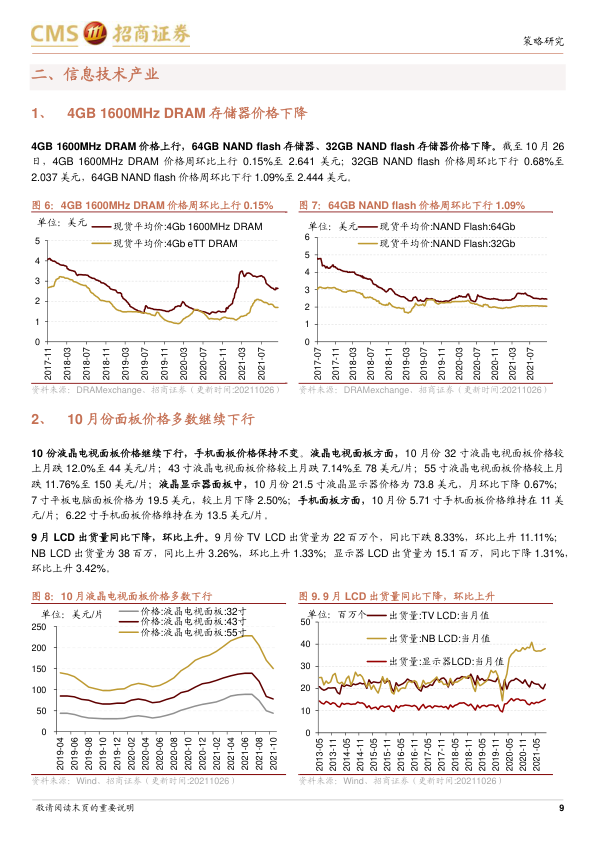 CMS 招商证券
策略研究
二、信息技术产业
1、 4GB 1600MHz DRAM 存储器价格下降
4GB 1600MHz DRAM 价格上行，64GB NAND flash 存储器、32GB NAND flash 存储器价格下降。截至 10 月 26
日，4GB 1600MHz DRAM 价格周环比上行 0.15%至 2.641 美元；32GB NAND flash 价格周环比下行 0.68%至
2.037 美元，64GB NAND flash 价格周环比下行 1.09%至 2.444 美元。
图 6：4GB 1600MHz DRAM 价格周环比上行 0.15%
单位：美元
现货平均价:4Gb 1600MHz DRAM
现货平均价:4Gb eTT DRAM
5
4
3
2
1
0
2017-11
2018-03
2018-07
2018-11
2019-03
2019-07
2019-11
2020-03
2020-07
2020-11
2021-03
2021-07
资料来源：DRAMexchange、招商证券（更新时间:20211026）
图 7：64GB NAND flash 价格周环比下行 1.09%
单位：美元
现货平均价:NAND Flash:64Gb
现货平均价:NAND Flash:32Gb
6
5
4
3
2
1
0
2017-07
2017-11
2018-03
2018-07
2018-11
2019-03
2019-07
2019-11
2020-03
2020-07
2020-11
2021-03
2021-07
资料来源：DRAMexchange、招商证券（更新时间:20211026）
2、 10 月份面板价格多数继续下行
10 份液晶电视面板价格继续下行，手机面板价格保持不变。液晶电视面板方面，10 月份 32 寸液晶电视面板价格较
上月跌 12.0%至 44 美元/片；43 寸液晶电视面板价格较上月跌 7.14%至 78 美元/片；55 寸液晶电视面板价格较上月
跌 11.76%至 150 美元/片；液晶显示器面板中，10 月份 21.5 寸液晶显示器价格为 73.8 美元，月环比下降 0.67%；
7 寸平板电脑面板价格为 19.5 美元，较上月下降 2.50%；手机面板方面，10 月份 5.71 寸手机面板价格维持在 11 美
元/片；6.22 寸手机面板维持在为 13.5 美元/片。
9 月 LCD 出货量同比下降，环比上升。9 月份 TV LCD 出货量为 22 百万个，同比下跌 8.33%，环比上升 11.11%；
NB LCD 出货量为 38 百万，同比上升 3.26%，环比上升 1.33%；显示器 LCD 出货量为 15.1 百万，同比下降 1.31%，
环比上升 3.42%。
图 8：10 月液晶电视面板价格多数下行
单位：美元/片
价格:液晶电视面板:32寸
价格:液晶电视面板:43寸
价格:液晶电视面板:55寸
250
200
150
100
50
0
2019-04
2019-06
2019-08
2019-10
2019-12
2020-02
2020-04
2020-06
2020-08
2020-10
2020-12
2021-02
2021-04
2021-06
2021-08
2021-10
资料来源：Wind、招商证券（更新时间:20211026）
图 9. 9 月 LCD 出货量同比下降，环比上升
单位：百万个
出货量:TV LCD:当月值
出货量:NB LCD:当月值
出货量:显示器LCD:当月值
50
40
30
20
10
0
2013-05
2013-11
2014-05
2014-11
2015-05
2015-11
2016-05
2016-11
2017-05
2017-11
2018-05
2018-11
2019-05
2019-11
2020-05
2020-11
2021-05
资料来源：Wind、招商证券（更新时间:20211026）
敬请阅读末页的重要说明
9